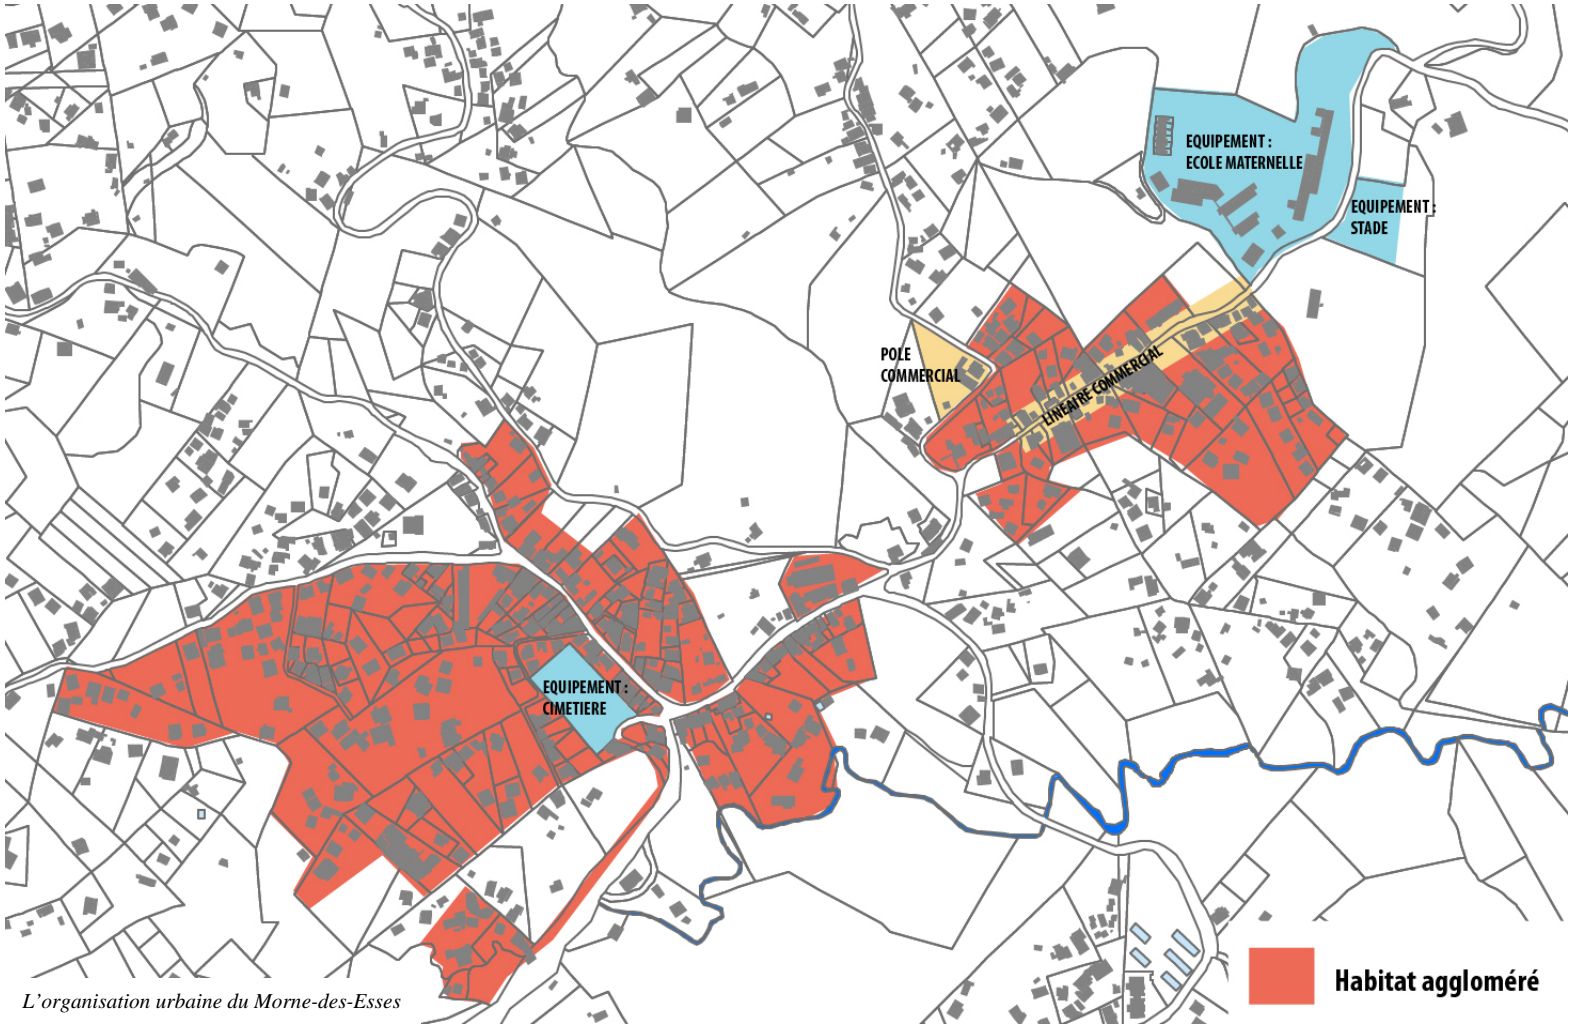 EQUIPEMENT :
ECOLE MATERNELLE
EQUIPEMENT :
STADE
POLE
COMMERCIAL
LINEAIRE COMMERCIAL
EQUIPEMENT :
CIMETIERE
Habitat aggloméré
L'organisation urbaine du Morne-des-Esses